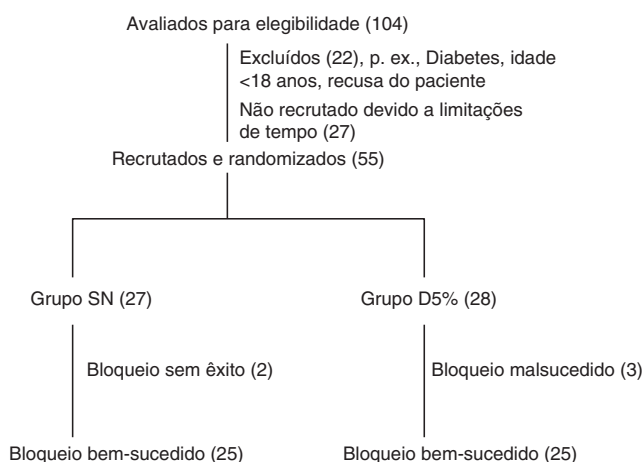 Avaliados para elegibilidade (104)
Excluídos (22), p. ex., Diabetes, idade
<18 anos, recusa do paciente
Não recrutado devido a limitações
de tempo (27)
Recrutados e randomizados (55)
Grupo SN (27)
Grupo D5% (28)
Bloqueio sem êxito (2)
Bloqueio malsucedido (3)
Bloqueio bem-sucedido (25)
Bloqueio bem-sucedido (25)